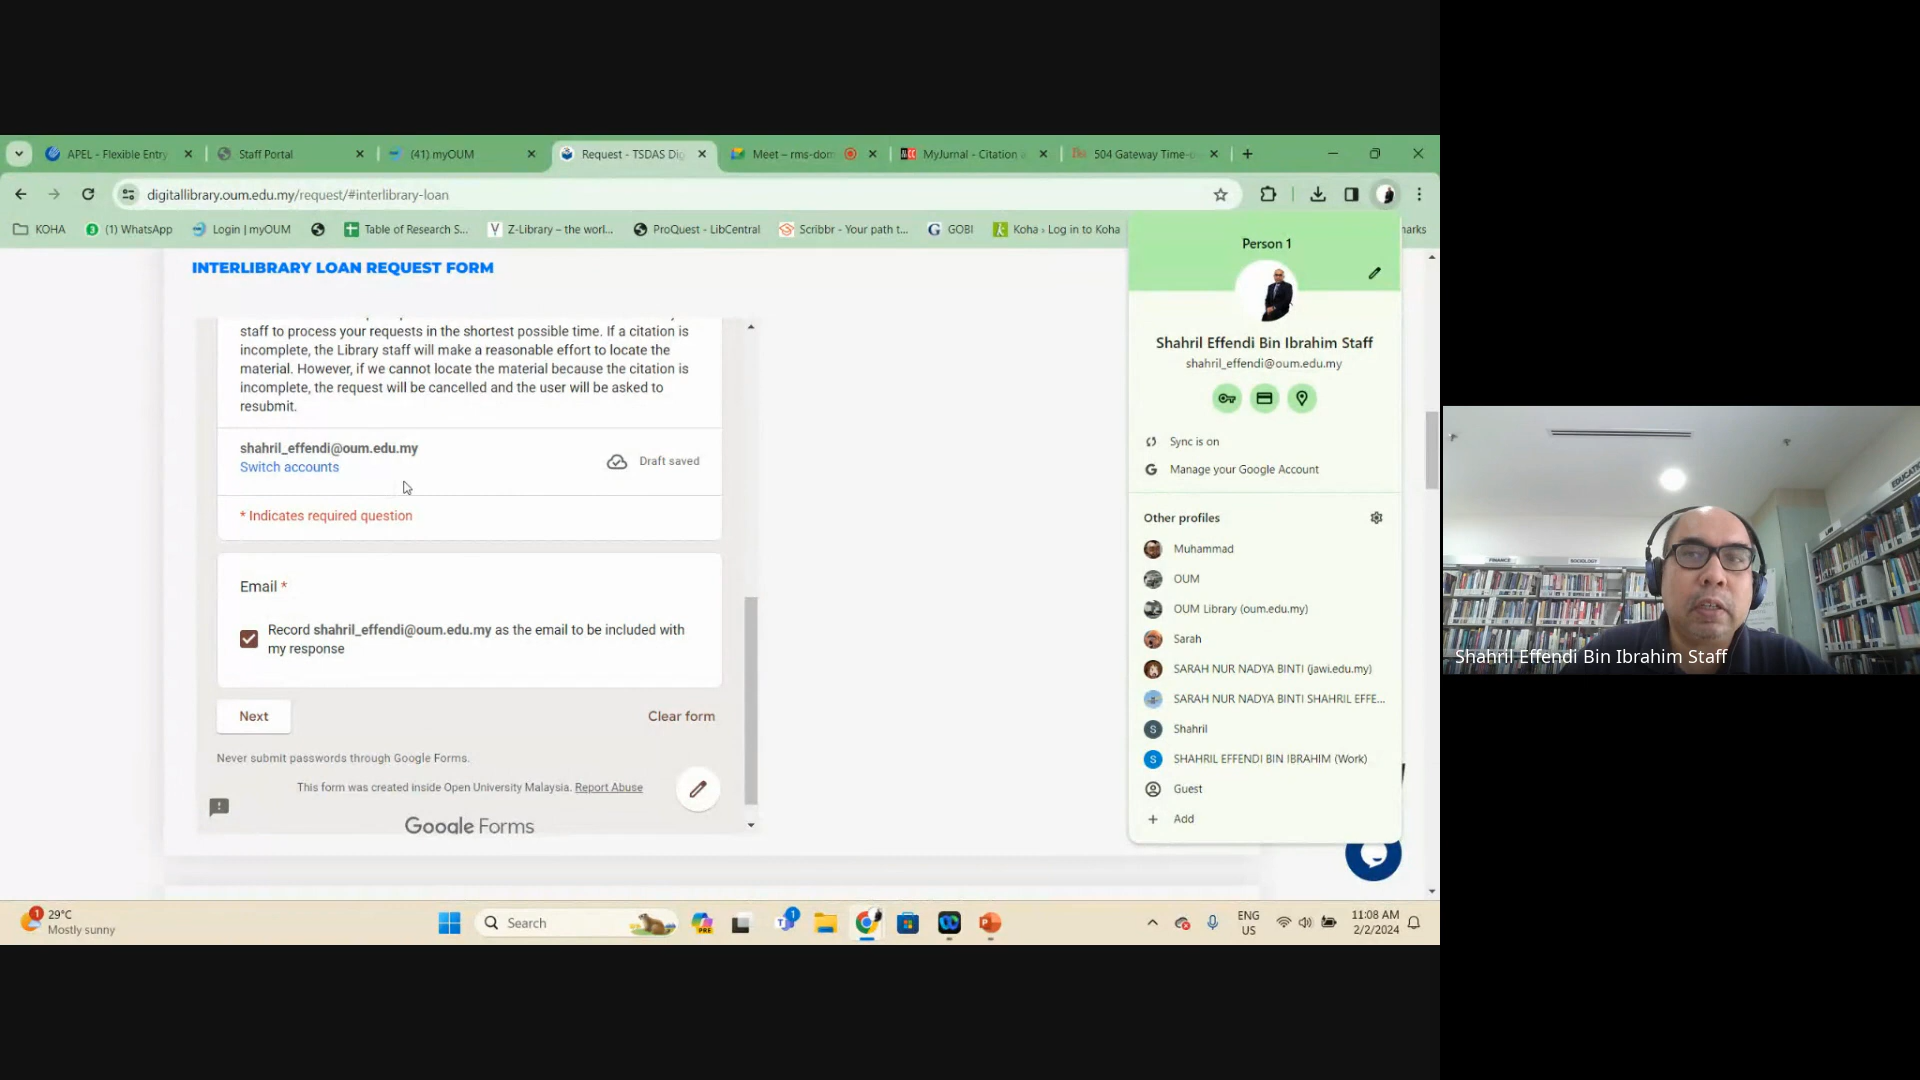 APEL - Flexible Entry
Staff Portal
(41) myOUM
Request - TSDAS Dig
Meet – rms-dom
MyJurnal - Citation a
504 Gateway Time-o
digitallibrary.oum.edu.my/request/#interlibrary-loan
KOHA
(1) WhatsApp
Login | myOUM
Table of Research S...
Z-Library – the worl...
ProQuest - LibCentral
Scribbr - Your path t...
GOBI
Koha › Log in to Koha
marks
INTERLIBRARY LOAN REQUEST FORM
staff to process your requests in the shortest possible time. If a citation is
incomplete, the Library staff will make a reasonable effort to locate the
material. However, if we cannot locate the material because the citation is
incomplete, the request will be cancelled and the user will be asked to
resubmit.
shahril_effendi@oum.edu.my
Switch accounts
Draft saved
* Indicates required question
Email *
Record shahril_effendi@oum.edu.my as the email to be included with
my response
Next
Clear form
Never submit passwords through Google Forms.
This form was created inside Open University Malaysia. Report Abuse
Google Forms
Person 1
Shahril Effendi Bin Ibrahim Staff
shahril_effendi@oum.edu.my
Sync is on
Manage your Google Account
Other profiles
Muhammad
OUM
OUM Library (oum.edu.my)
Sarah
SARAH NUR NADYA BINTI (jawi.edu.my)
SARAH NUR NADYA BINTI SHAHRIL EFFE...
S Shahril
S SHAHRIL EFFENDI BIN IBRAHIM (Work)
Guest
Add
1
29°C
Mostly sunny
Search
PRE
1
ENG
US
11:08 AM
2/2/2024
FINANCE
SOCIOLOGY
LAW
EDUCATI
Shahril Effendi Bin Ibrahim Staff